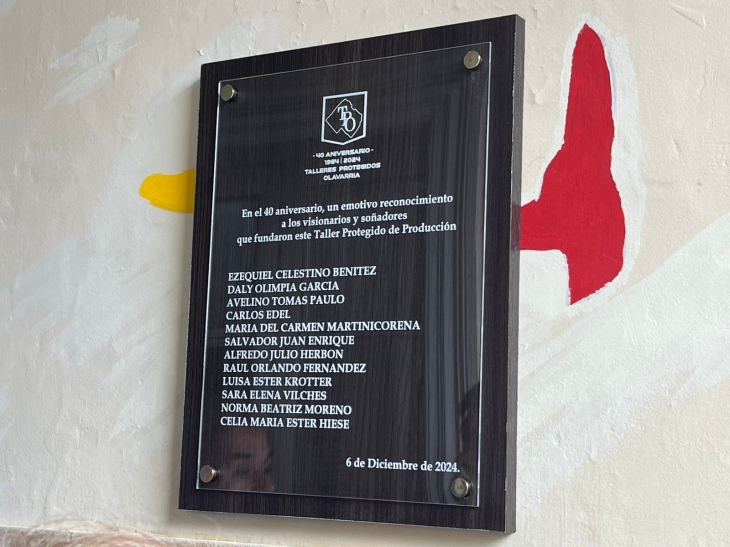 TPO
- 40 ANIVERSARIO -
1984 | 2024
TALLERES PROTEGIDOS
OLAVARRIA
En el 40 aniversario, un emotivo reconocimiento
a los visionarios y soñadores
que fundaron este Taller Protegido de Producción
EZEQUIEL CELESTINO BENITEZ
DALY OLIMPIA GARCIA
AVELINO TOMAS PAULO
CARLOS EDEL
MARIA DEL CARMEN MARTINICORENA
SALVADOR JUAN ENRIQUE
ALFREDO JULIO HERBON
RAUL ORLANDO FERNANDEZ
LUISA ESTER KROTTER
SARA ELENA VILCHES
NORMA BEATRIZ MORENO
CELIA MARIA ESTER HIESE
6 de Diciembre de 2024.